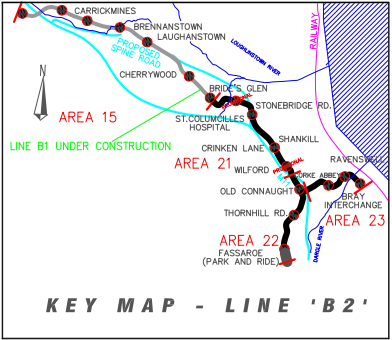 CARRICKMINES
BRENNANSTOWN
LAUGHANSTOWN
PROPOSED
SPINE ROAD
LOUGHLINSTOWN RIVER
RAILWAY
CHERRYWOOD
N
BRIDE'S GLEN
AREA 15
STONEBRIDGE RD.
ST.COLUMCILLES
HOSPITAL
LINE B1 UNDER CONSTRUCTION
SHANKILL
CRINKEN LANE
AREA 21
RAVENSWELL
WILFORD
OLD CONNAUGHT
BRAY
INTERCHANGE
THORNHILL RD.
AREA 23
AREA 22
DARGLE RIVER
FASSAROE
(PARK AND RIDE)
KEY MAP - LINE 'B2'